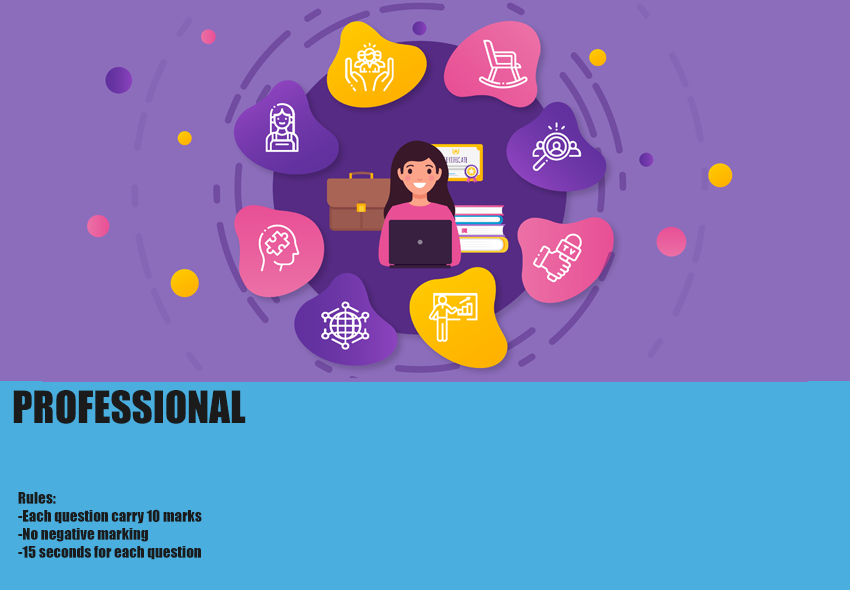 PROFESSIONAL
Rules:
-Each question carry 10 marks
-No negative marking
-15 seconds for each question